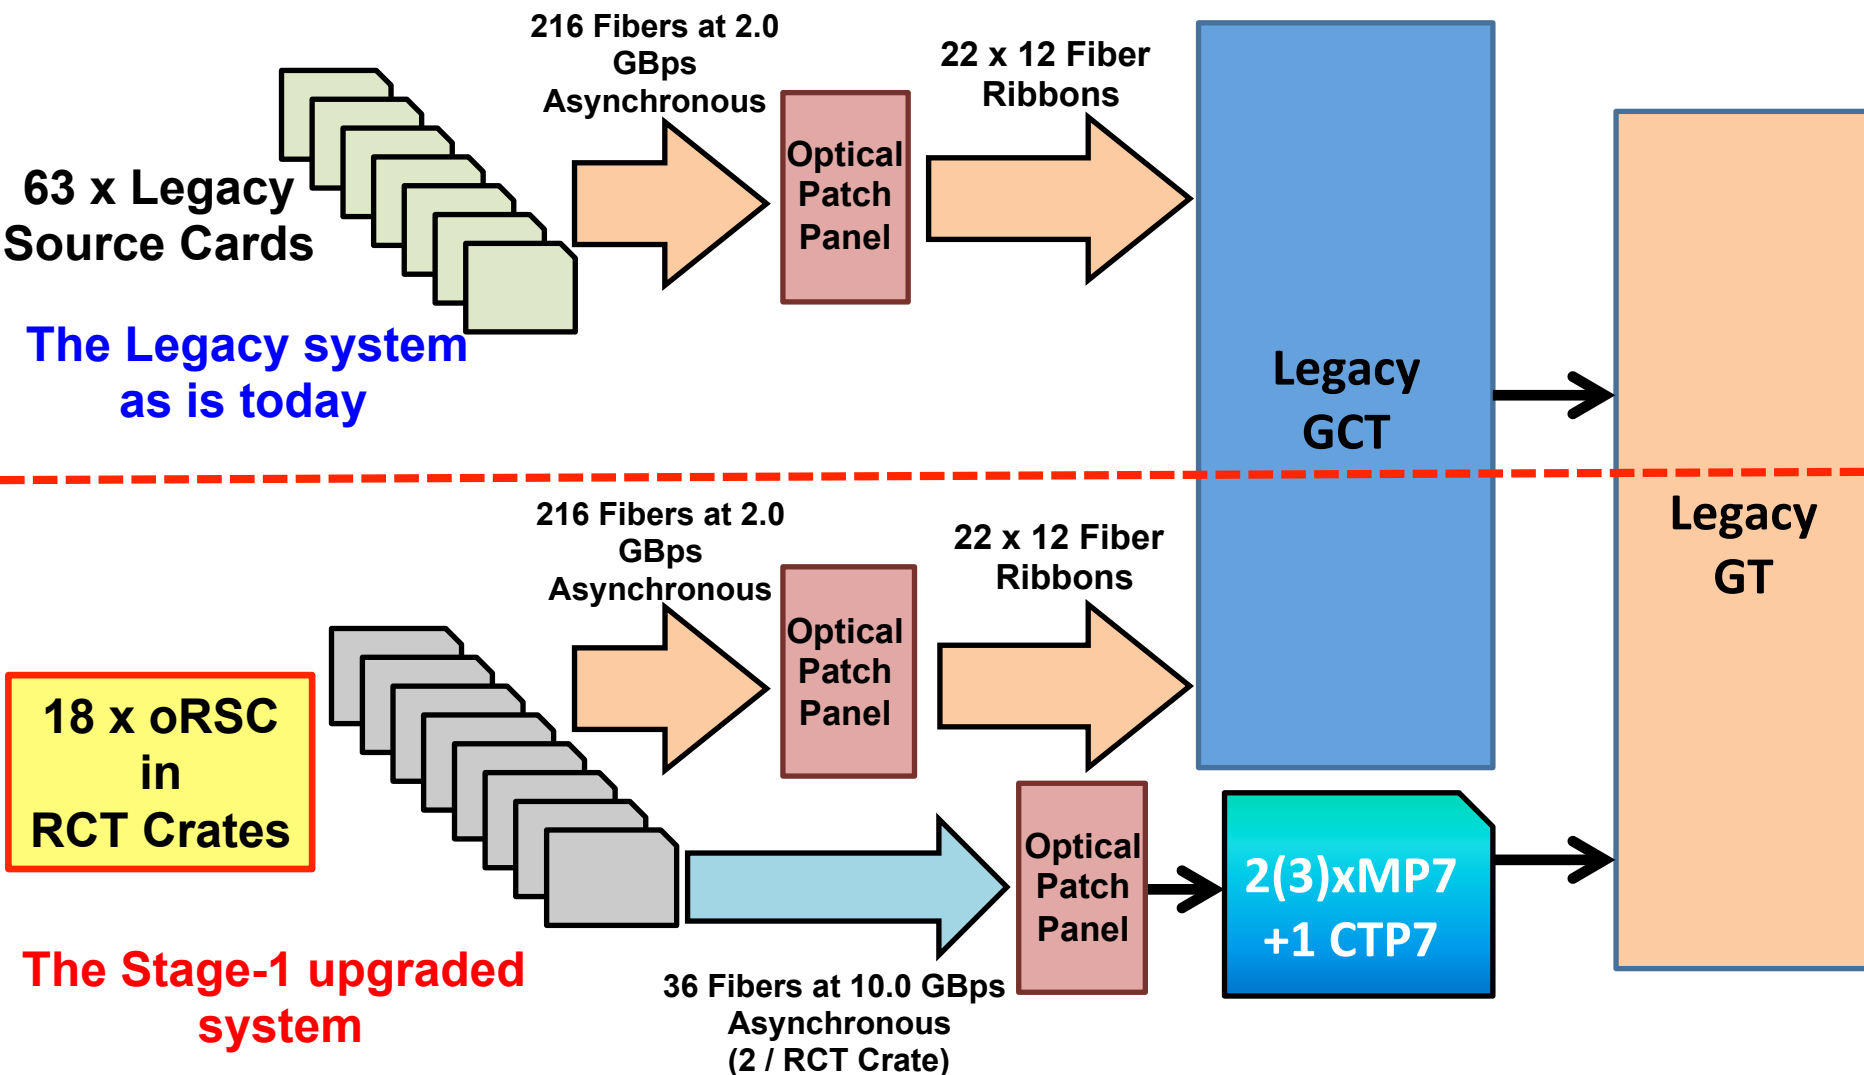 216 Fibers at 2.0
GBps
Asynchronous
22 x 12 Fiber
Ribbons
63 x Legacy
Source Cards
Optical
Patch
Panel
The Legacy system
as is today
Legacy
GCT
Legacy
GT
216 Fibers at 2.0
GBps
Asynchronous
22 x 12 Fiber
Ribbons
Optical
Patch
Panel
18 x oRSC
in
RCT Crates
Optical
Patch
Panel
2(3)xMP7
+1 CTP7
The Stage-1 upgraded
system
36 Fibers at 10.0 GBps
Asynchronous
(2 / RCT Crate)